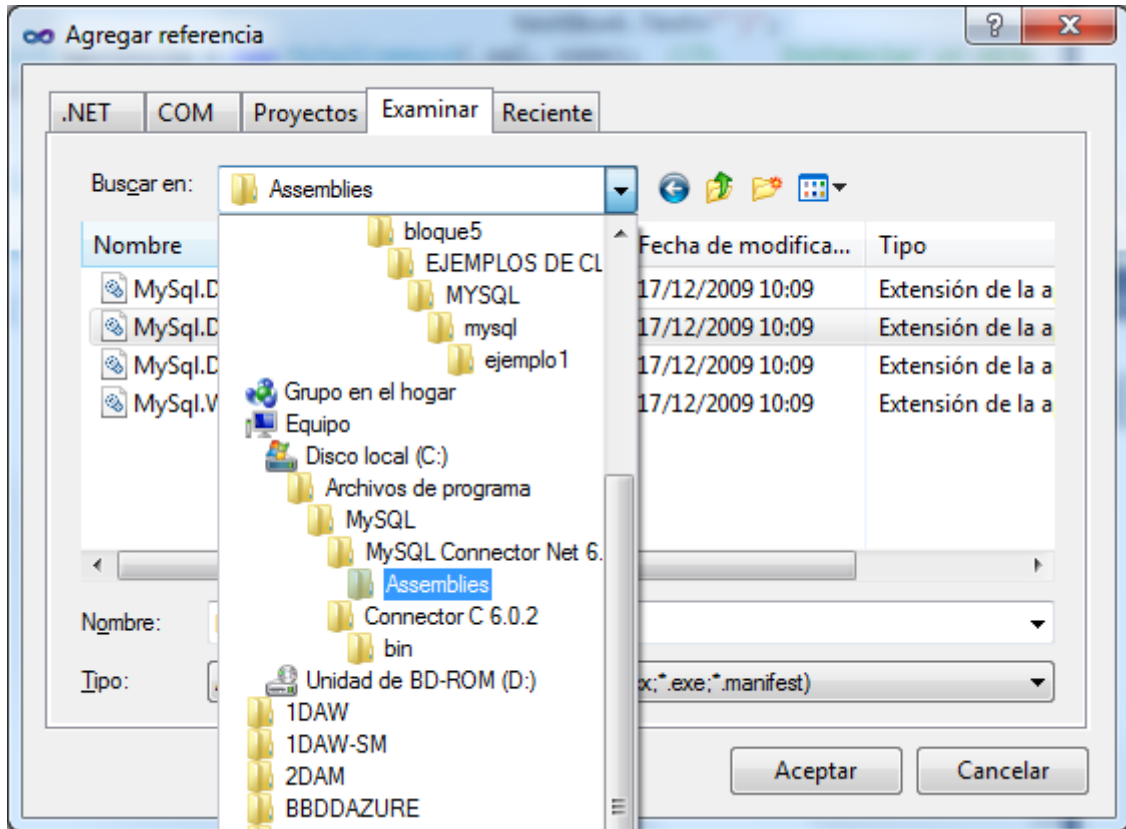 Agregar referencia
.NET COM Proyectos Examinar Reciente
Buscar en: Assemblies
Nombre Fecha de modifica... Tipo
MySql.D 17/12/2009 10:09 Extensión de la a
MySql.D 17/12/2009 10:09 Extensión de la a
MySql.D 17/12/2009 10:09 Extensión de la a
MySql.W 17/12/2009 10:09 Extensión de la a
bloque5
EJEMPLOS DE CL
MYSQL
mysql
ejemplo1
Grupo en el hogar
Equipo
Disco local (C:)
Archivos de programa
MySQL
MySQL Connector Net 6.
Assemblies
Connector C 6.0.2
bin
Unidad de BD-ROM (D:)
1DAW
1DAW-SM
2DAM
BBDDAZURE
Nombre:
Tipo: x;*.exe;*.manifest)
Aceptar Cancelar